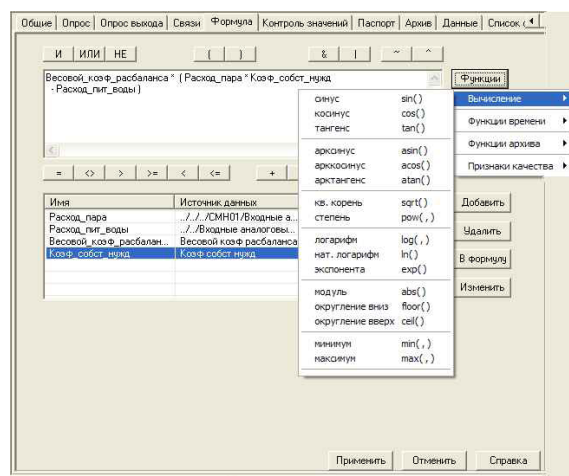 Общие Опрос Опрос выхода Связи Формула Контроль значений Паспорт Архив Данные Список
И ИЛИ НЕ ( ) & | ~ ^
Весовой_коэф_расбаланса * ( Расход_пара * Коэф_собст_нужд
- Расход_пит_воды )
Функции
= <> > >= < <= +
Вычисление
Функции времени
Функции архива
Признаки качества
синус sin()
косинус cos()
тангенс tan()
арксинус asin()
арккосинус acos()
арктангенс atan()
кв. корень sqrt()
степень pow(,)
логарифм log(,)
нат. логарифм ln()
экспонента exp()
модуль abs()
округление вниз floor()
округление вверх ceil()
минимум min(,)
максимум max(,)
Имя Источник данных
Расход_пара ../../../СМН01/Входные а...
Расход_пит_воды ../../Входные аналоговы...
Весовой_коэф_расбалан... Весовой коэф расбаланса
Коэф_собст_нужд Коэф собст нужд
Добавить
Удалить
В формулу
Изменить
Применить Отменить Справка